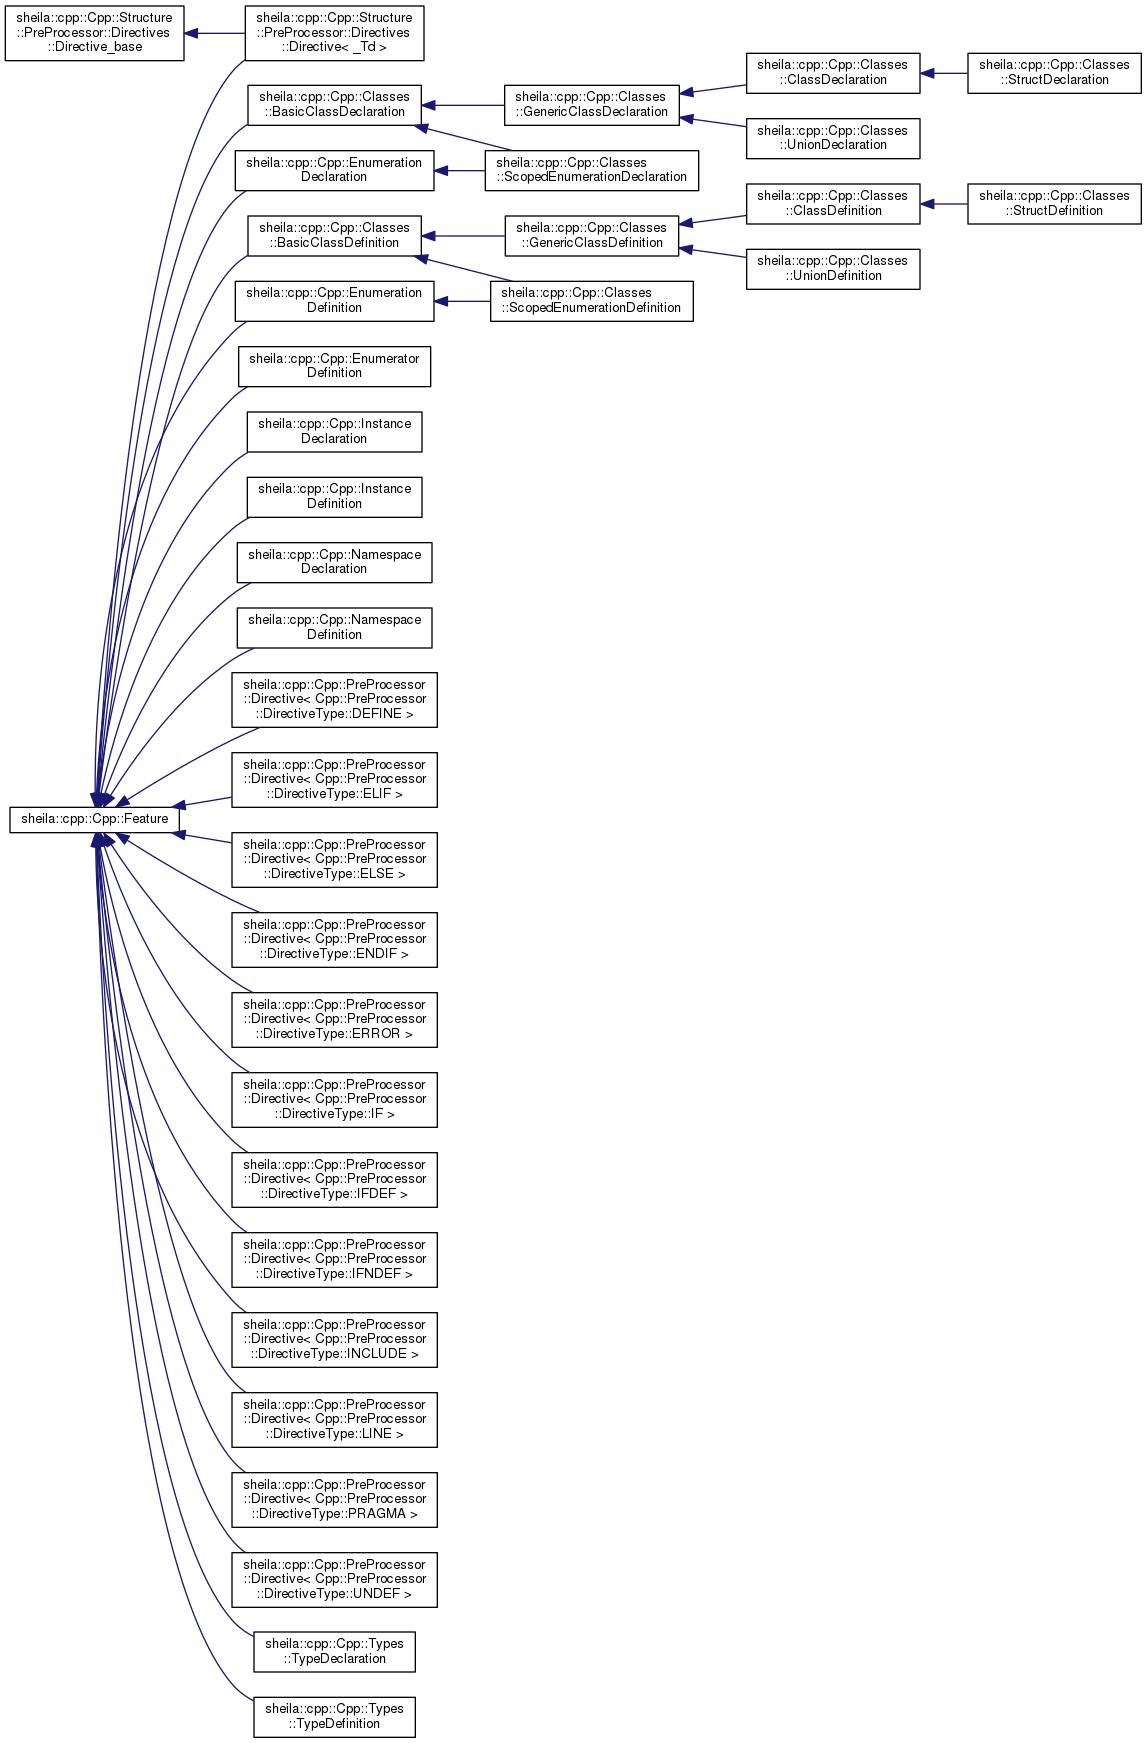 sheila::cpp::Cpp::Structure
::PreProcessor::Directives
::Directive_base
sheila::cpp::Cpp::Structure
::PreProcessor::Directives
::Directive< _Td >
sheila::cpp::Cpp::Classes
::BasicClassDeclaration
sheila::cpp::Cpp::Classes
::GenericClassDeclaration
sheila::cpp::Cpp::Classes
::ClassDeclaration
sheila::cpp::Cpp::Classes
::StructDeclaration
sheila::cpp::Cpp::Classes
::UnionDeclaration
sheila::cpp::Cpp::Enumeration
Declaration
sheila::cpp::Cpp::Classes
::ScopedEnumerationDeclaration
sheila::cpp::Cpp::Classes
::BasicClassDefinition
sheila::cpp::Cpp::Classes
::GenericClassDefinition
sheila::cpp::Cpp::Classes
::ClassDefinition
sheila::cpp::Cpp::Classes
::StructDefinition
sheila::cpp::Cpp::Classes
::UnionDefinition
sheila::cpp::Cpp::Enumeration
Definition
sheila::cpp::Cpp::Classes
::ScopedEnumerationDefinition
sheila::cpp::Cpp::Enumerator
Definition
sheila::cpp::Cpp::Instance
Declaration
sheila::cpp::Cpp::Instance
Definition
sheila::cpp::Cpp::Namespace
Declaration
sheila::cpp::Cpp::Namespace
Definition
sheila::cpp::Cpp::PreProcessor
::Directive< Cpp::PreProcessor
::DirectiveType::DEFINE >
sheila::cpp::Cpp::PreProcessor
::Directive< Cpp::PreProcessor
::DirectiveType::ELIF >
sheila::cpp::Cpp::Feature
sheila::cpp::Cpp::PreProcessor
::Directive< Cpp::PreProcessor
::DirectiveType::ELSE >
sheila::cpp::Cpp::PreProcessor
::Directive< Cpp::PreProcessor
::DirectiveType::ENDIF >
sheila::cpp::Cpp::PreProcessor
::Directive< Cpp::PreProcessor
::DirectiveType::ERROR >
sheila::cpp::Cpp::PreProcessor
::Directive< Cpp::PreProcessor
::DirectiveType::IF >
sheila::cpp::Cpp::PreProcessor
::Directive< Cpp::PreProcessor
::DirectiveType::IFDEF >
sheila::cpp::Cpp::PreProcessor
::Directive< Cpp::PreProcessor
::DirectiveType::IFNDEF >
sheila::cpp::Cpp::PreProcessor
::Directive< Cpp::PreProcessor
::DirectiveType::INCLUDE >
sheila::cpp::Cpp::PreProcessor
::Directive< Cpp::PreProcessor
::DirectiveType::LINE >
sheila::cpp::Cpp::PreProcessor
::Directive< Cpp::PreProcessor
::DirectiveType::PRAGMA >
sheila::cpp::Cpp::PreProcessor
::Directive< Cpp::PreProcessor
::DirectiveType::UNDEF >
sheila::cpp::Cpp::Types
::TypeDeclaration
sheila::cpp::Cpp::Types
::TypeDefinition